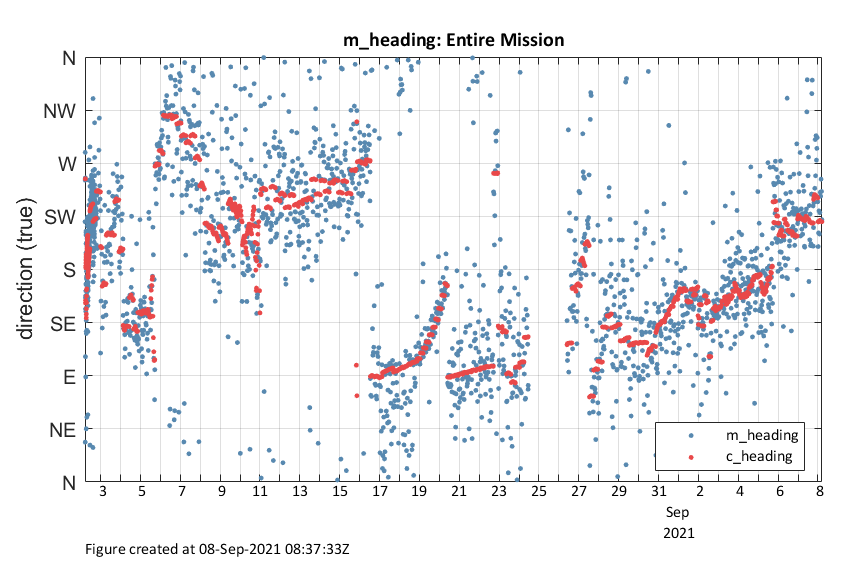 m_heading: Entire Mission
direction (true)
N
NW
W
SW
S
SE
E
NE
N
m_heading
c_heading
3 5 7 9 11 13 15 17 19 21 23 25 27 29 31 2 4 6 8
Sep
2021
Figure created at 08-Sep-2021 08:37:33Z